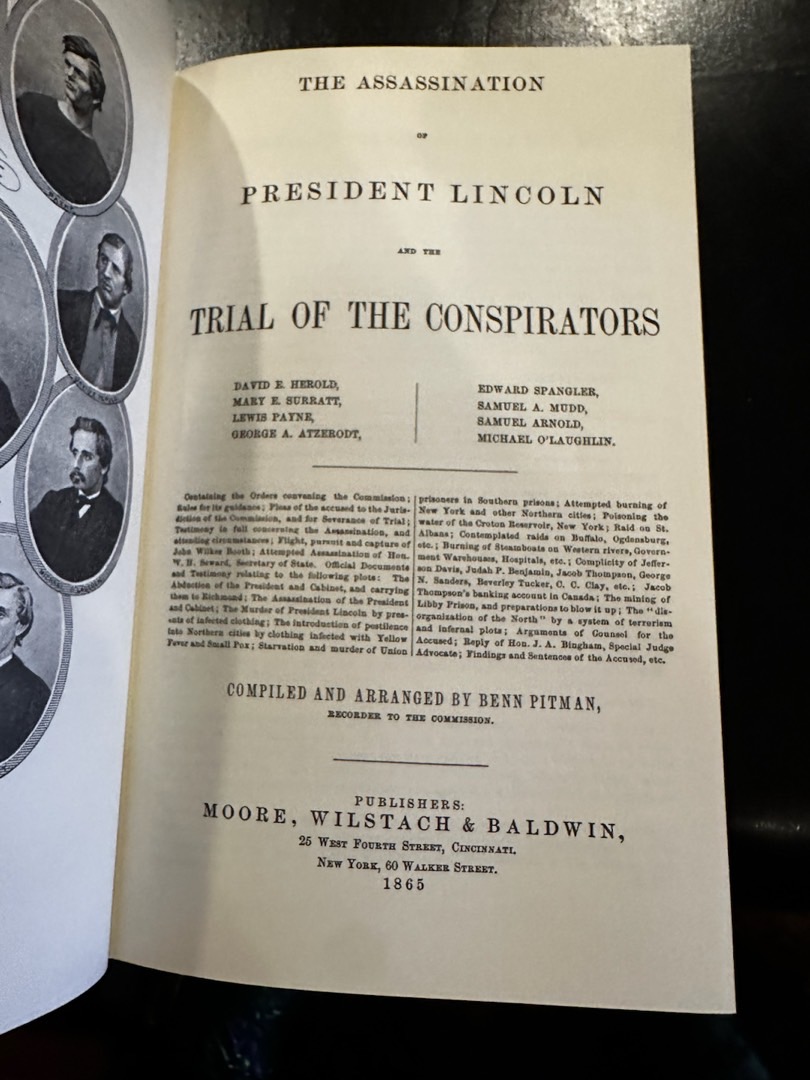 THE ASSASSINATION
OF
PRESIDENT LINCOLN
AND THE
TRIAL OF THE CONSPIRATORS
DAVID E. HEROLD,
MARY E. SURRATT,
LEWIS PAYNE,
GEORGE A. ATZERODT,
EDWARD SPANGLER,
SAMUEL A. MUDD,
SAMUEL ARNOLD,
MICHAEL O'LAUGHLIN.
Containing the Orders convening the Commission;
Rules for its guidance; Pleas of the accused to the Juris-
diction of the Commission, and for Severance of Trial;
Testimony in full concerning the Assassination, and
attending circumstances; Flight, pursuit and capture of
John Wilkes Booth; Attempted Assassination of Hon.
W. H. Seward, Secretary of State. Official Documents
and Testimony relating to the following plots: The
Abduction of the President and Cabinet, and carrying
them to Richmond; The Assassination of the President
and Cabinet; The Murder of President Lincoln by pres-
ents of infected clothing; The introduction of pestilence
into Northern cities by clothing infected with Yellow
Fever and Small Pox; Starvation and murder of Union
prisoners in Southern prisons; Attempted burning of
New York and other Northern cities; Poisoning the
water of the Croton Reservoir, New York; Raid on St.
Albans; Contemplated raids on Buffalo, Ogdensburg,
etc.; Burning of Steamboats on Western rivers, Govern-
ment Warehouses, Hospitals, etc.; Complicity of Jeffer-
son Davis, Judah P. Benjamin, Jacob Thompson, George
N. Sanders, Beverley Tucker, C. C. Clay, etc.; Jacob
Thompson's banking account in Canada; The mining of
Libby Prison, and preparations to blow it up; The "dis-
organization of the North" by a system of terrorism
and infernal plots; Arguments of Counsel for the
Accused; Reply of Hon. J. A. Bingham, Special Judge
Advocate; Findings and Sentences of the Accused, etc.
COMPILED AND ARRANGED BY BENN PITMAN,
RECORDER TO THE COMMISSION.
PUBLISHERS:
MOORE, WILSTACH & BALDWIN,
25 WEST FOURTH STREET, CINCINNATI.
NEW YORK, 60 WALKER STREET.
1865